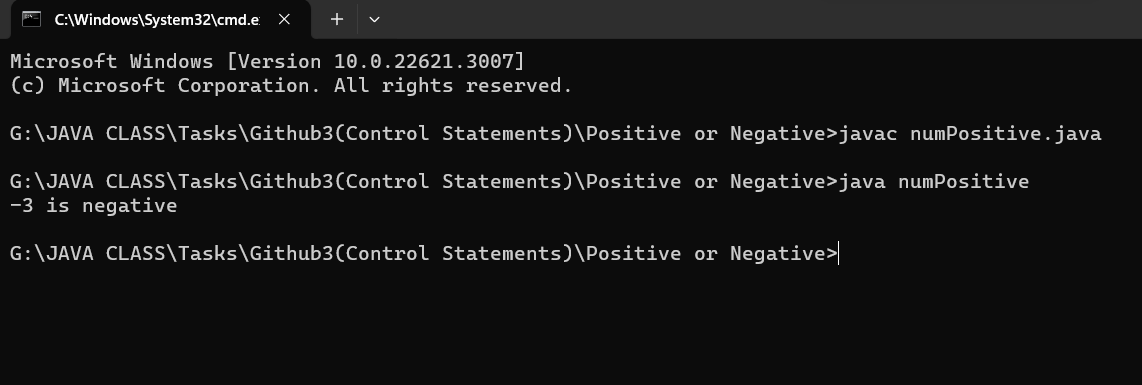 C:\Windows\System32\cmd.e
Microsoft Windows [Version 10.0.22621.3007]
(c) Microsoft Corporation. All rights reserved.
G:\JAVA CLASS\Tasks\Github3(Control Statements)\Positive or Negative>javac numPositive.java
G:\JAVA CLASS\Tasks\Github3(Control Statements)\Positive or Negative>java numPositive
-3 is negative
G:\JAVA CLASS\Tasks\Github3(Control Statements)\Positive or Negative>